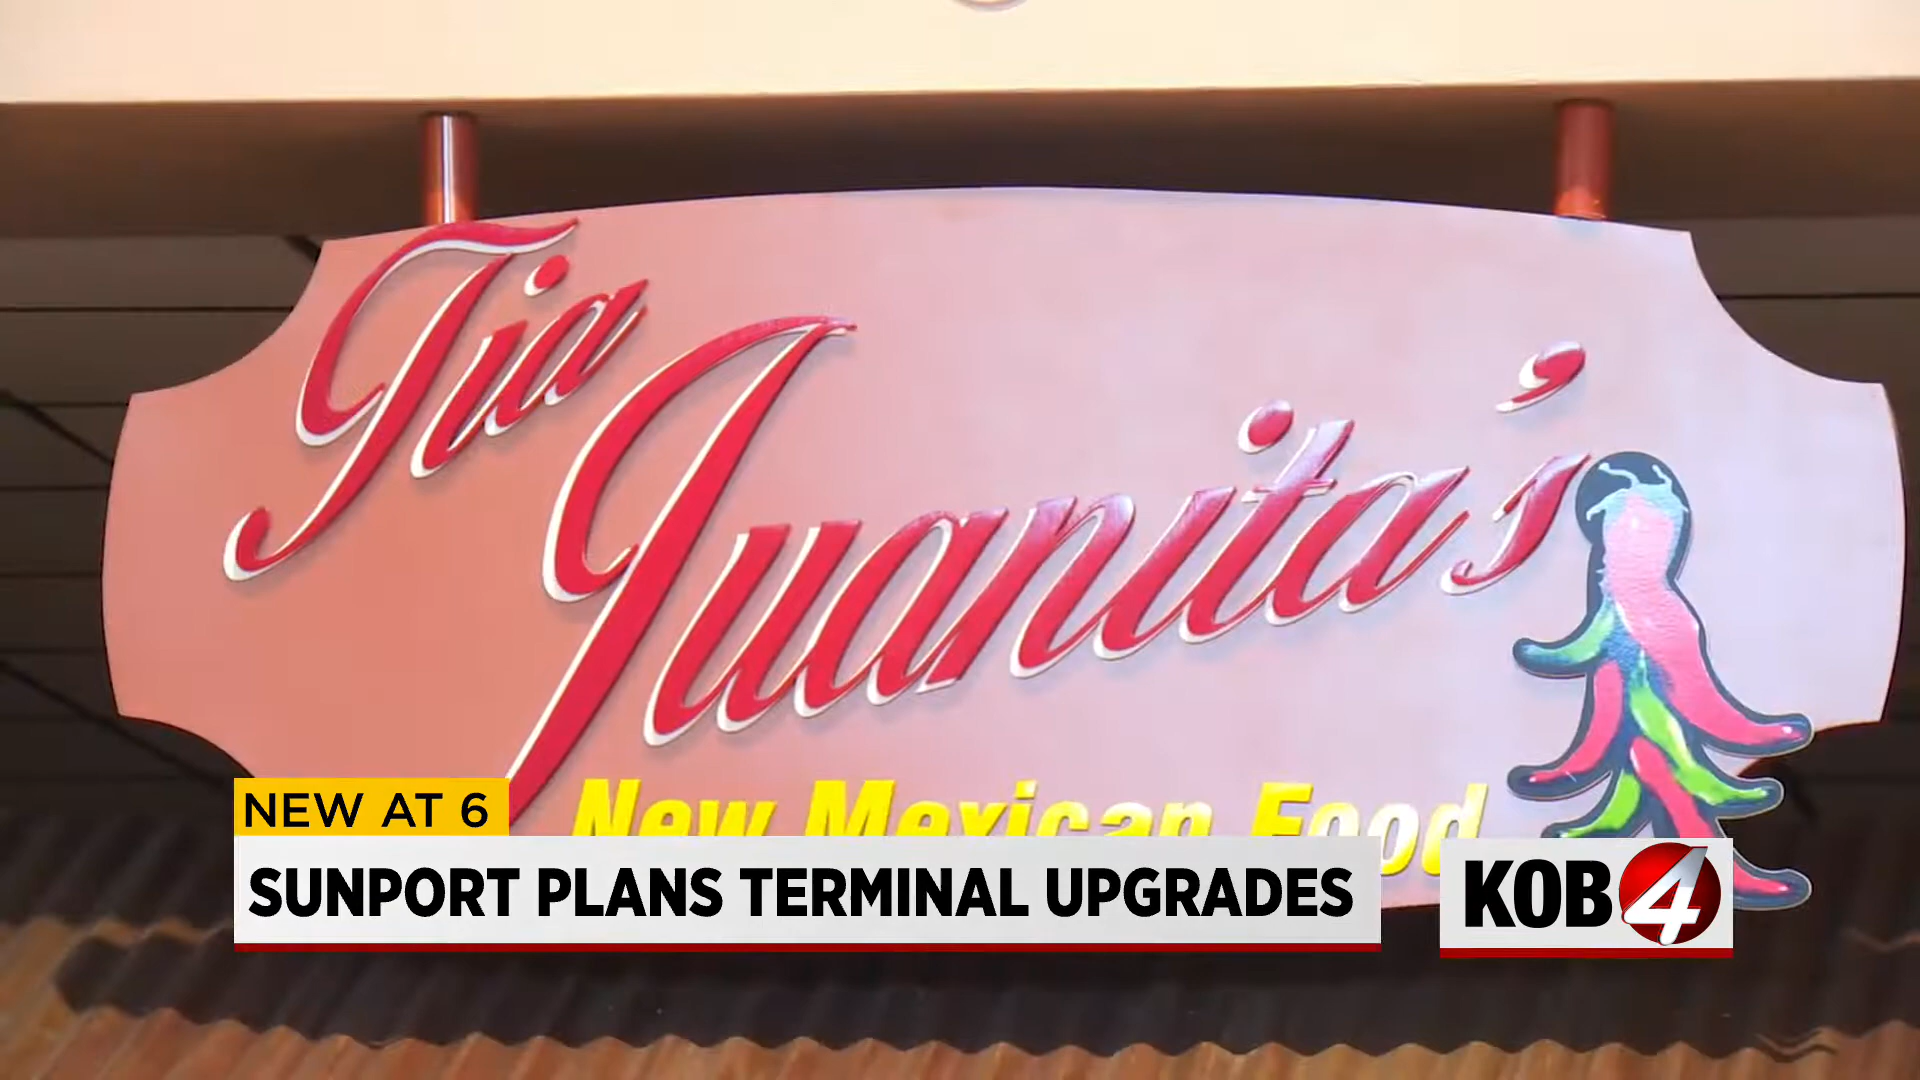 Tia
Juanita's
New Mexican Food
NEW AT 6
SUNPORT PLANS TERMINAL UPGRADES
KOB 4